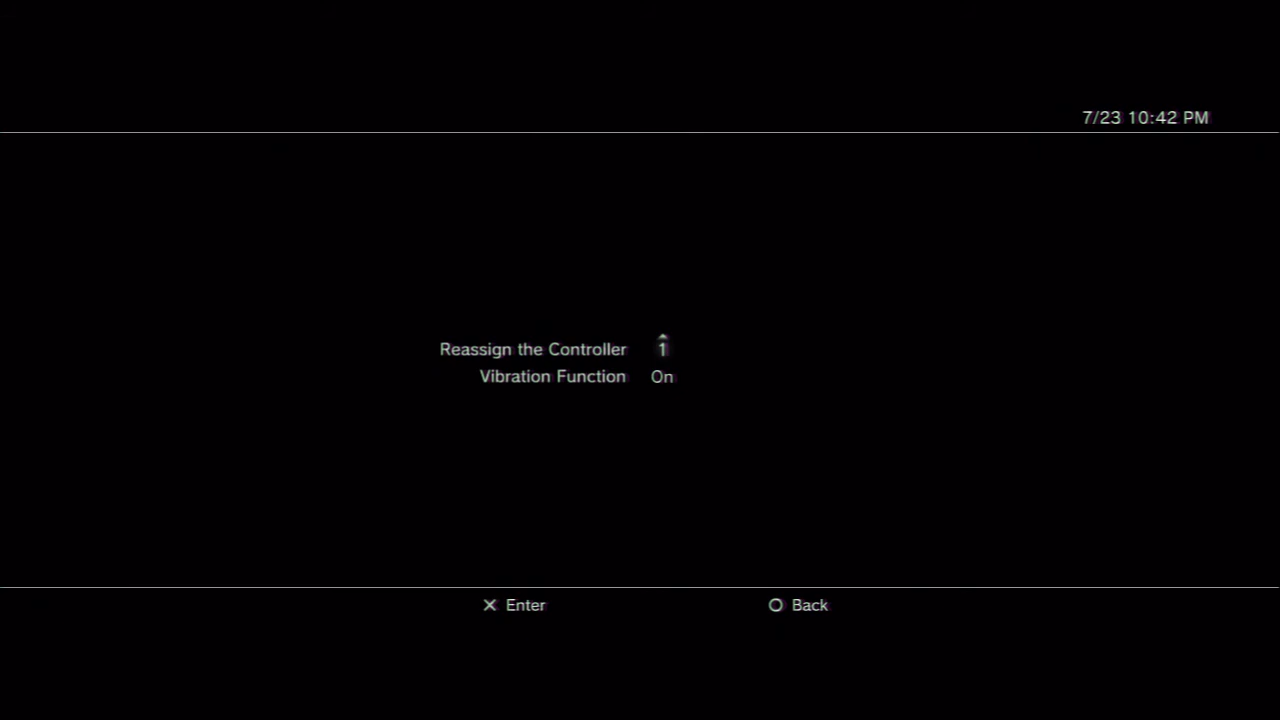 7/23 10:42 PM
Reassign the Controller 1
Vibration Function On
X Enter O Back